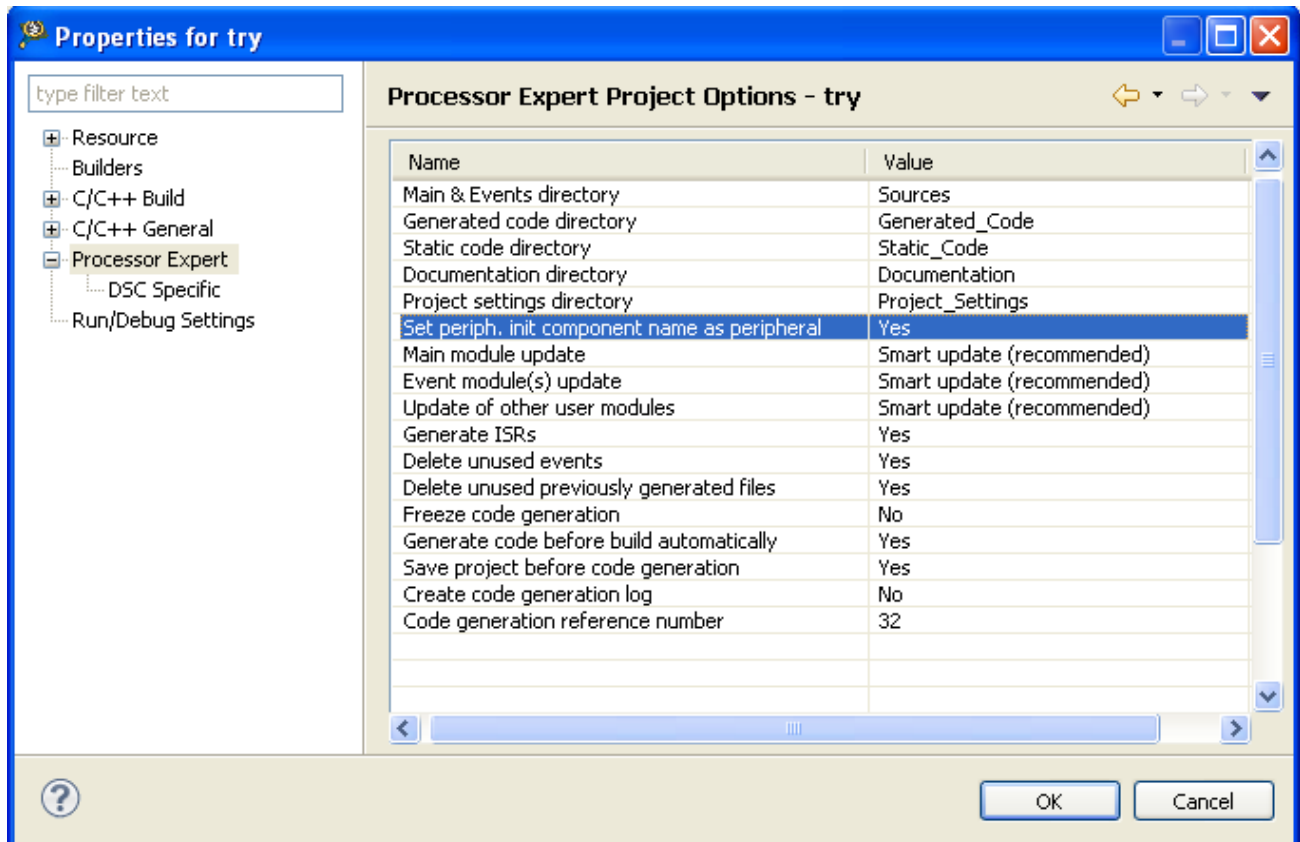 Properties for try
type filter text
Resource
Builders
C/C++ Build
C/C++ General
Processor Expert
DSC Specific
Run/Debug Settings
Processor Expert Project Options - try
Name Value
Main & Events directory Sources
Generated code directory Generated_Code
Static code directory Static_Code
Documentation directory Documentation
Project settings directory Project_Settings
Set periph. init component name as peripheral Yes
Main module update Smart update (recommended)
Event module(s) update Smart update (recommended)
Update of other user modules Smart update (recommended)
Generate ISRs Yes
Delete unused events Yes
Delete unused previously generated files Yes
Freeze code generation No
Generate code before build automatically Yes
Save project before code generation Yes
Create code generation log No
Code generation reference number 32
?
OK Cancel